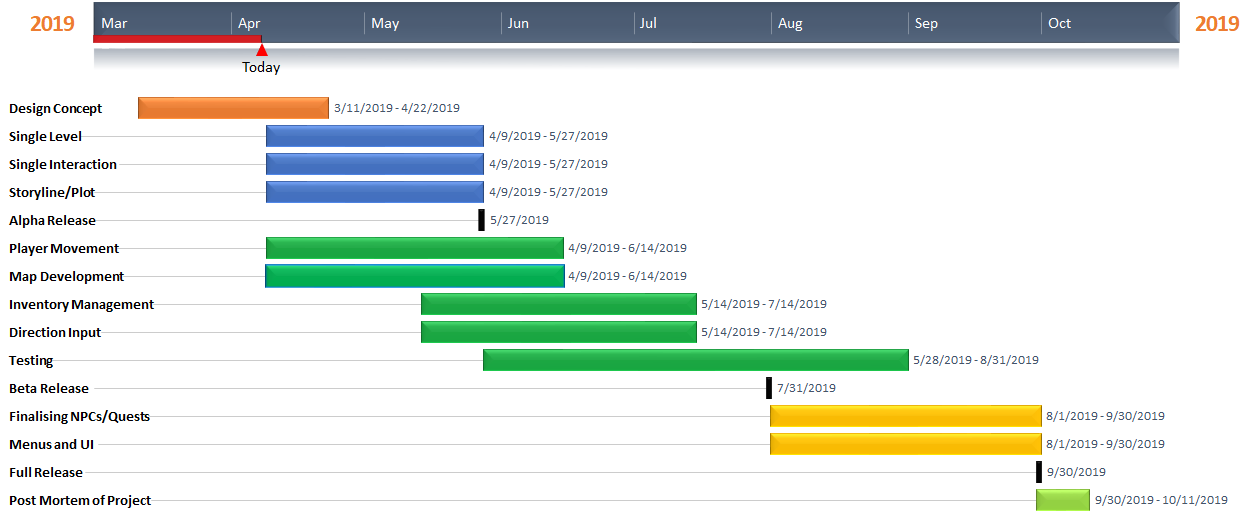 2019 Mar Apr May Jun Jul Aug Sep Oct 2019
Today
Design Concept 3/11/2019 - 4/22/2019
Single Level 4/9/2019 - 5/27/2019
Single Interaction 4/9/2019 - 5/27/2019
Storyline/Plot 4/9/2019 - 5/27/2019
Alpha Release 5/27/2019
Player Movement 4/9/2019 - 6/14/2019
Map Development 4/9/2019 - 6/14/2019
Inventory Management 5/14/2019 - 7/14/2019
Direction Input 5/14/2019 - 7/14/2019
Testing 5/28/2019 - 8/31/2019
Beta Release 7/31/2019
Finalising NPCs/Quests 8/1/2019 - 9/30/2019
Menus and UI 8/1/2019 - 9/30/2019
Full Release 9/30/2019
Post Mortem of Project 9/30/2019 - 10/11/2019